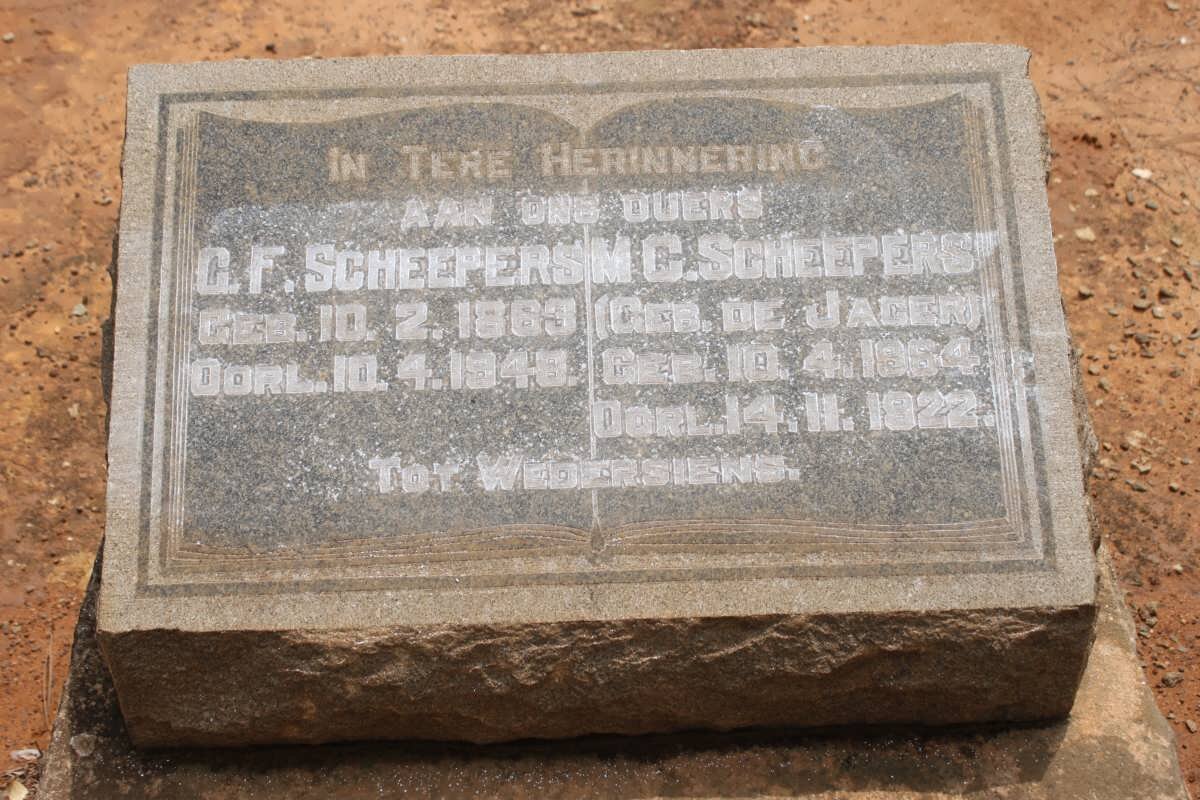 In Tere Herinnering
aan ons ouers
G.F. Scheepers
Geb. 10. 2. 1863
Oorl. 10. 4. 1948.
M C. Scheepers
(Geb. de Jager)
Geb. 10. 4. 1864
Oorl. 14. 11. 1922.
Tot Wedersiens.